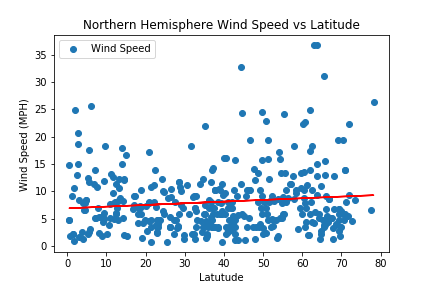 Northern Hemisphere Wind Speed vs Latitude
Wind Speed
35
30
25
20
15
10
5
0
Wind Speed (MPH)
0 10 20 30 40 50 60 70 80
Latutude